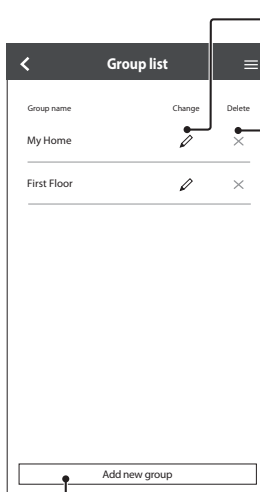 Group list
Group name Change Delete
My Home
First Floor
Add new group